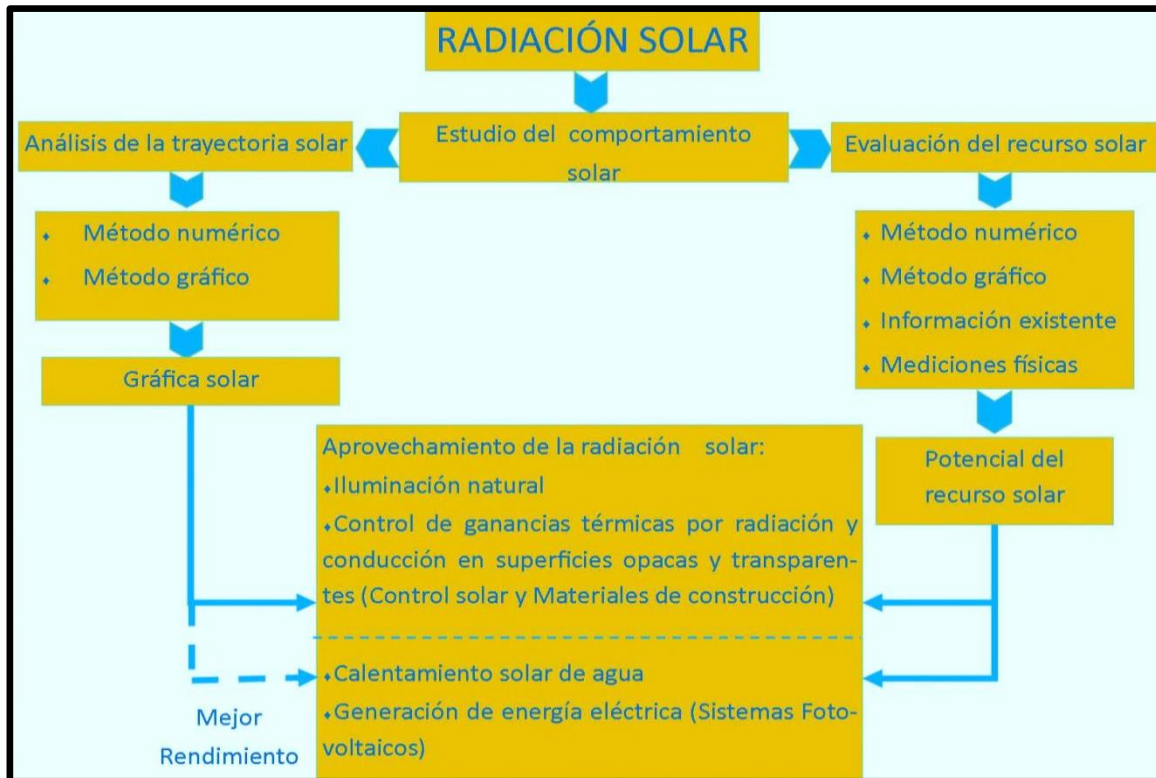 RADIACIÓN SOLAR
Estudio del comportamiento
solar
Análisis de la trayectoria solar
Evaluación del recurso solar
⬩ Método numérico
⬩ Método gráfico
⬩ Método numérico
⬩ Método gráfico
⬩ Información existente
⬩ Mediciones físicas
Gráfica solar
Potencial del
recurso solar
Aprovechamiento de la radiación solar:
⬩Iluminación natural
⬩Control de ganancias térmicas por radiación y
conducción en superficies opacas y transparen-
tes (Control solar y Materiales de construcción)
⬩Calentamiento solar de agua
⬩Generación de energía eléctrica (Sistemas Foto-
voltaicos)
Mejor
Rendimiento